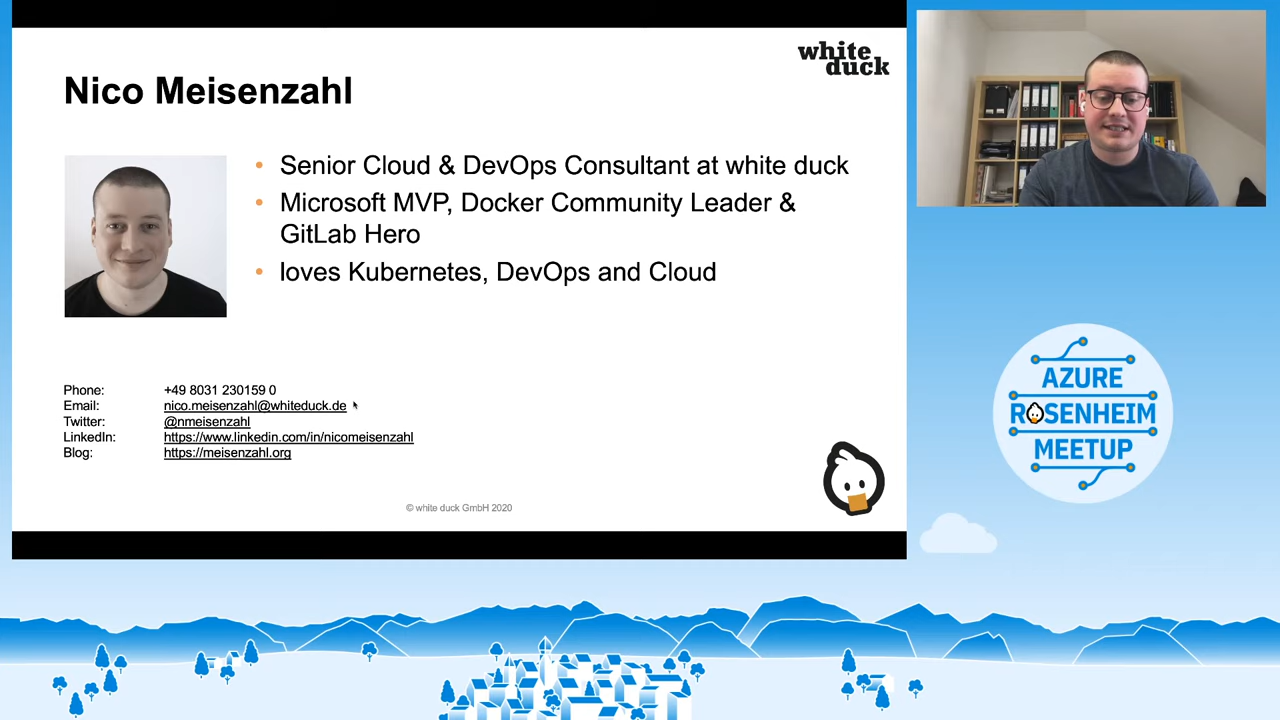 white
duck
Nico Meisenzahl
• Senior Cloud & DevOps Consultant at white duck
• Microsoft MVP, Docker Community Leader &
GitLab Hero
• loves Kubernetes, DevOps and Cloud
Phone: +49 8031 230159 0
Email: nico.meisenzahl@whiteduck.de
Twitter: @nmeisenzahl
LinkedIn: https://www.linkedin.com/in/nicomeisenzahl
Blog: https://meisenzahl.org
© white duck GmbH 2020
AZURE
ROSENHEIM
MEETUP